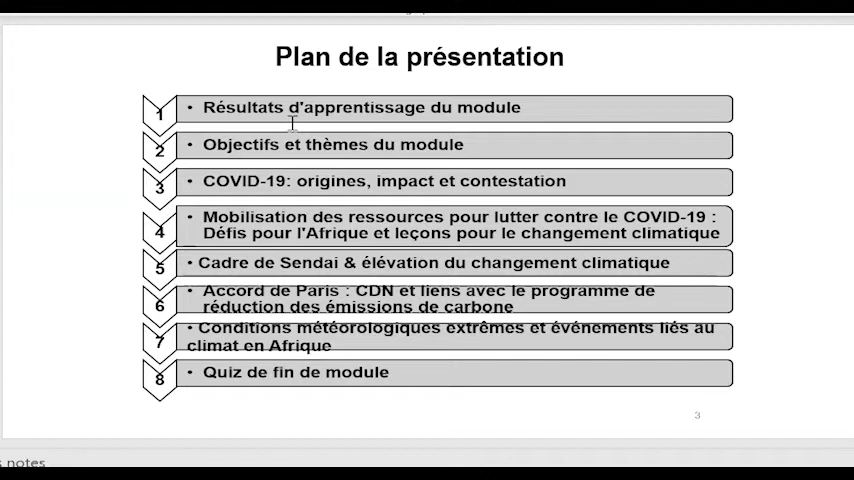 Plan de la présentation
1 • Résultats d'apprentissage du module
2 • Objectifs et thèmes du module
3 • COVID-19: origines, impact et contestation
4 • Mobilisation des ressources pour lutter contre le COVID-19 :
Défis pour l'Afrique et leçons pour le changement climatique
5 • Cadre de Sendai & élévation du changement climatique
6 • Accord de Paris : CDN et liens avec le programme de
réduction des émissions de carbone
7 • Conditions météorologiques extrêmes et événements liés au
climat en Afrique
8 • Quiz de fin de module
3
notes